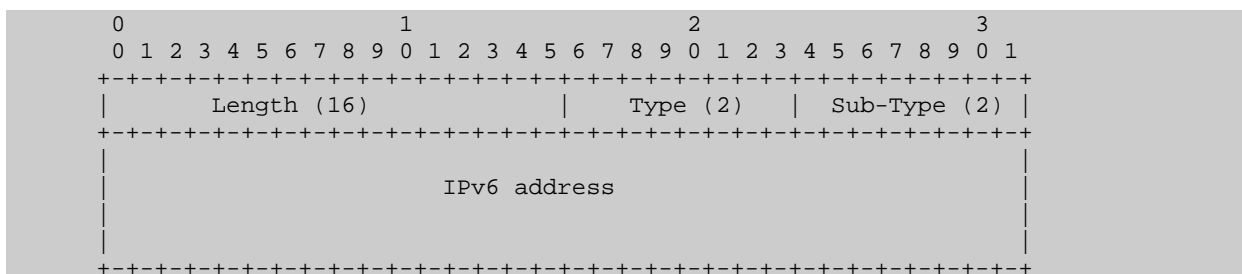 0                   1                   2                   3
0 1 2 3 4 5 6 7 8 9 0 1 2 3 4 5 6 7 8 9 0 1 2 3 4 5 6 7 8 9 0 1
+-+-+-+-+-+-+-+-+-+-+-+-+-+-+-+-+-+-+-+-+-+-+-+-+-+-+-+-+-+-+-+-+
|       Length (16)             |    Type (2)   |  Sub-Type (2) |
+-+-+-+-+-+-+-+-+-+-+-+-+-+-+-+-+-+-+-+-+-+-+-+-+-+-+-+-+-+-+-+-+
|                                                               |
|                       IPv6 address                            |
|                                                               |
|                                                               |
+-+-+-+-+-+-+-+-+-+-+-+-+-+-+-+-+-+-+-+-+-+-+-+-+-+-+-+-+-+-+-+-+